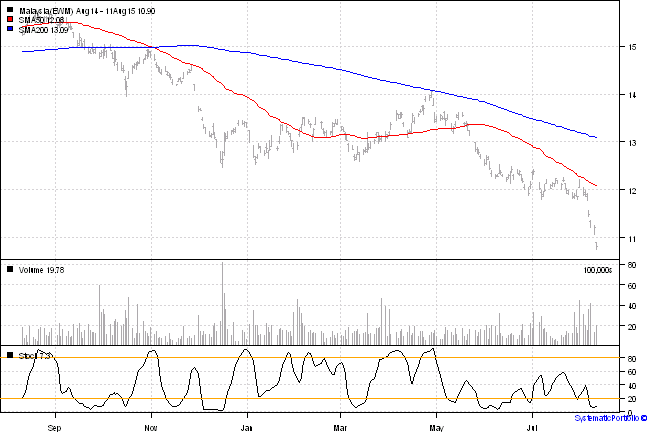 Malaysia(EWM) Aug14 - 11Aug15 10.90
SMA50 12.08
SMA200 13.09
15
14
13
12
11
Volume 19.78
100,000s
80
60
40
20
Stoch 7.3
80
60
40
20
0
Sep
Nov
Jan
Mar
May
Jul
SystematicPortfolio ©